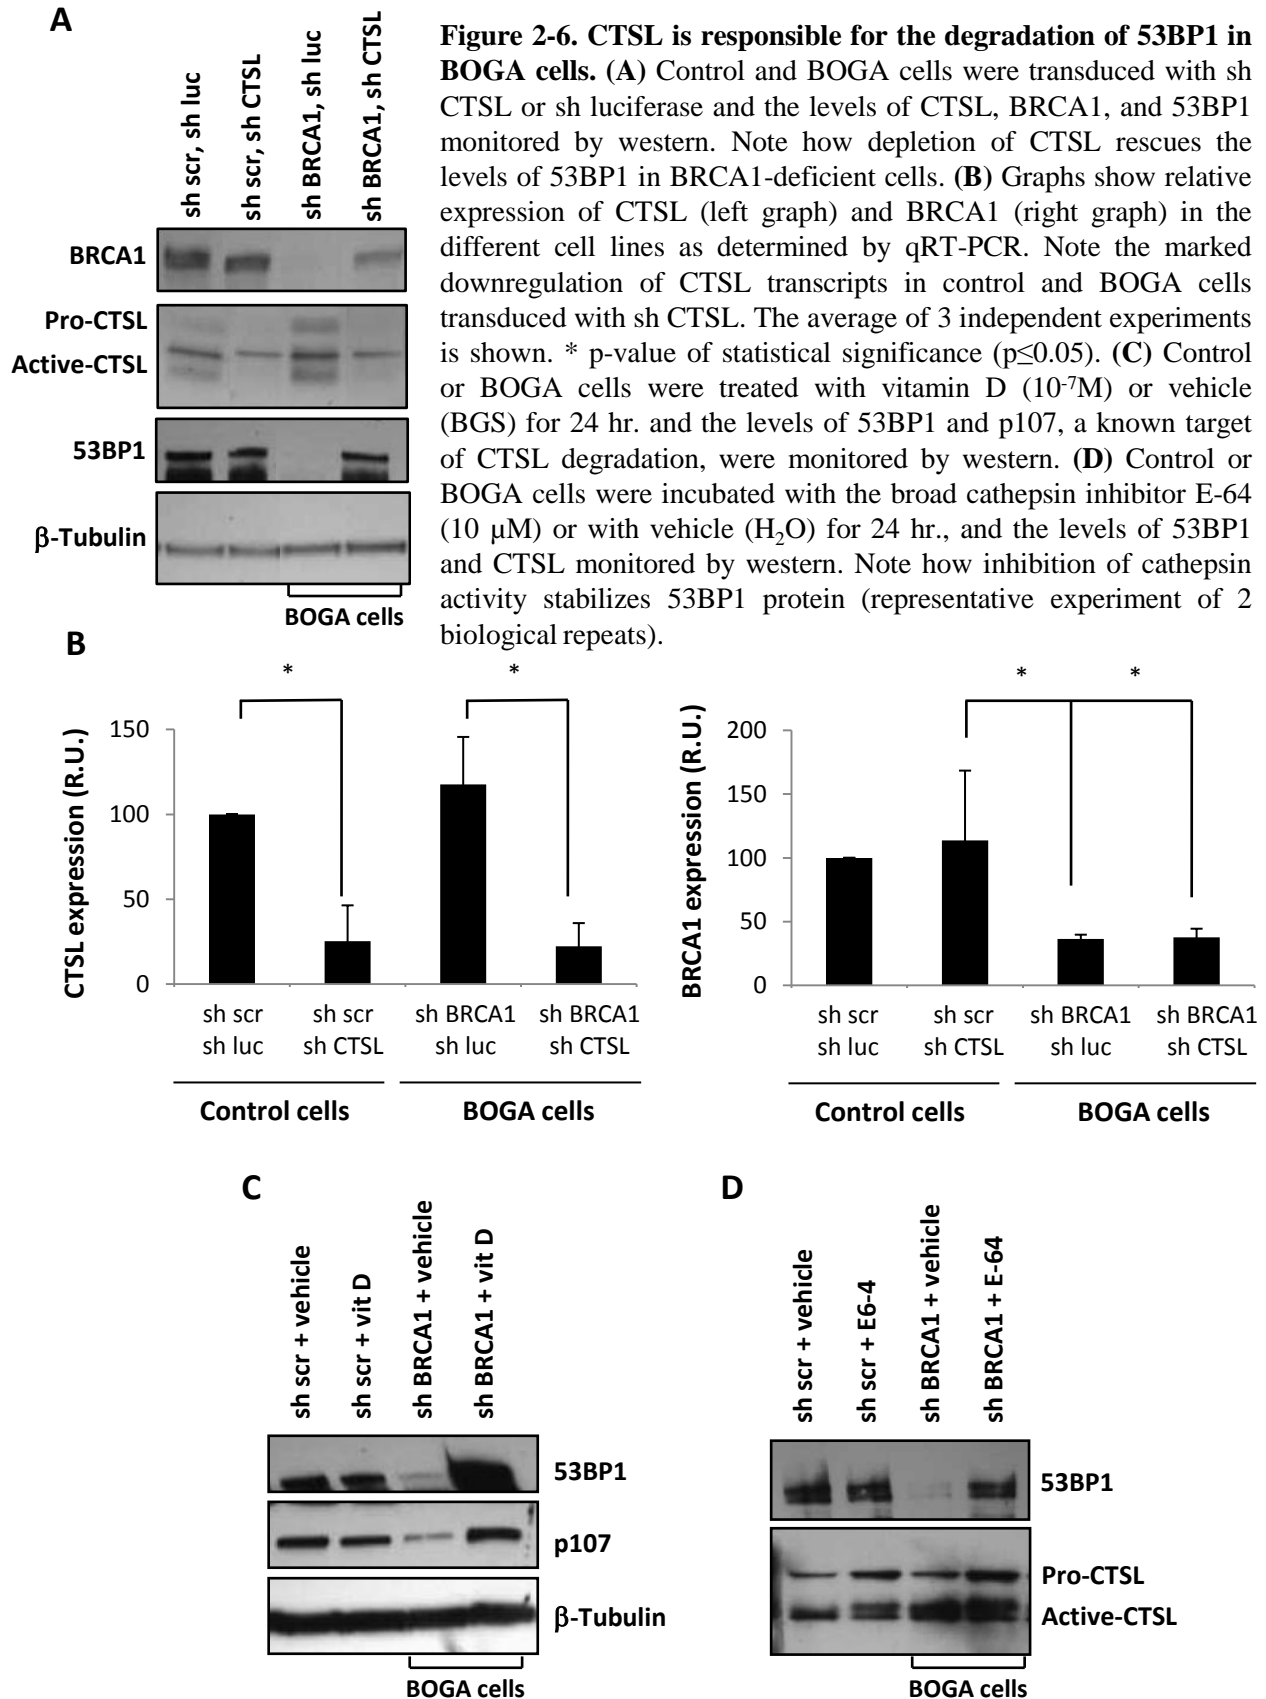 A
sh scr, sh luc
sh scr, sh CTSL
sh BRCA1, sh luc
sh BRCA1, sh CTSL
BRCA1
Pro-CTSL
Active-CTSL
53BP1
β-Tubulin
BOGA cells
Figure 2-6. CTSL is responsible for the degradation of 53BP1 in
BOGA cells. (A) Control and BOGA cells were transduced with sh
CTSL or sh luciferase and the levels of CTSL, BRCA1, and 53BP1
monitored by western. Note how depletion of CTSL rescues the
levels of 53BP1 in BRCA1-deficient cells. (B) Graphs show relative
expression of CTSL (left graph) and BRCA1 (right graph) in the
different cell lines as determined by qRT-PCR. Note the marked
downregulation of CTSL transcripts in control and BOGA cells
transduced with sh CTSL. The average of 3 independent experiments
is shown. * p-value of statistical significance (p≤0.05). (C) Control
or BOGA cells were treated with vitamin D (10⁻⁷M) or vehicle
(BGS) for 24 hr. and the levels of 53BP1 and p107, a known target
of CTSL degradation, were monitored by western. (D) Control or
BOGA cells were incubated with the broad cathepsin inhibitor E-64
(10 μM) or with vehicle (H₂O) for 24 hr., and the levels of 53BP1
and CTSL monitored by western. Note how inhibition of cathepsin
activity stabilizes 53BP1 protein (representative experiment of 2
biological repeats).
B
CTSL expression (R.U.)
150
100
50
0
* *
sh scr sh scr sh BRCA1 sh BRCA1
sh luc sh CTSL sh luc sh CTSL
Control cells BOGA cells
BRCA1 expression (R.U.)
200
150
100
50
0
* *
sh scr sh scr sh BRCA1 sh BRCA1
sh luc sh CTSL sh luc sh CTSL
Control cells BOGA cells
C
sh scr + vehicle
sh scr + vit D
sh BRCA1 + vehicle
sh BRCA1 + vit D
53BP1
p107
β-Tubulin
BOGA cells
D
sh scr + vehicle
sh scr + E6-4
sh BRCA1 + vehicle
sh BRCA1 + E-64
53BP1
Pro-CTSL
Active-CTSL
BOGA cells